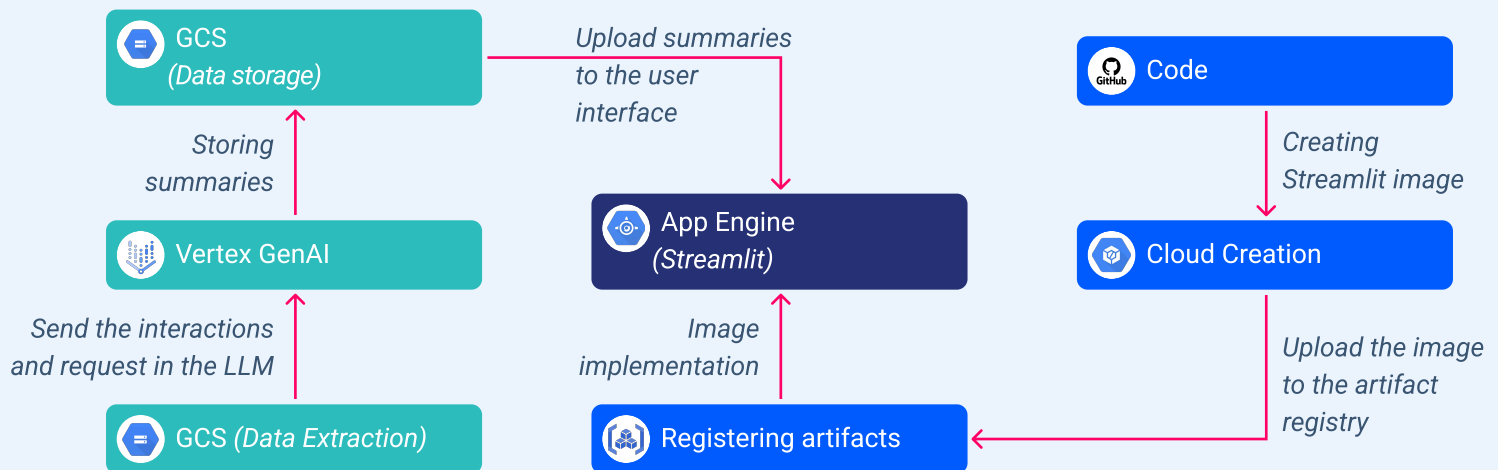 GCS
(Data storage)
Upload summaries
to the user
interface
GitHub
Code
Storing
summaries
Creating
Streamlit image
Vertex GenAI
App Engine
(Streamlit)
Cloud Creation
Send the interactions
and request in the LLM
Image
implementation
Upload the image
to the artifact
registry
GCS (Data Extraction)
Registering artifacts